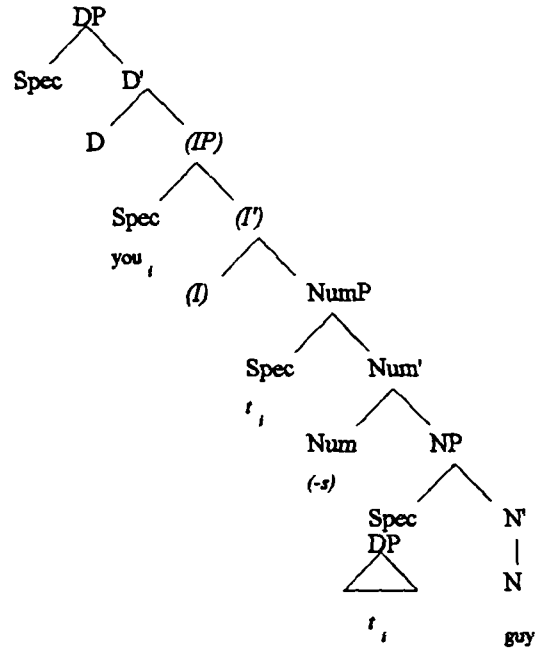 DP
Spec D'
D (IP)
Spec (I')
you i
(I) NumP
Spec Num'
t i
Num NP
(-s)
Spec N'
DP
N
t i guy